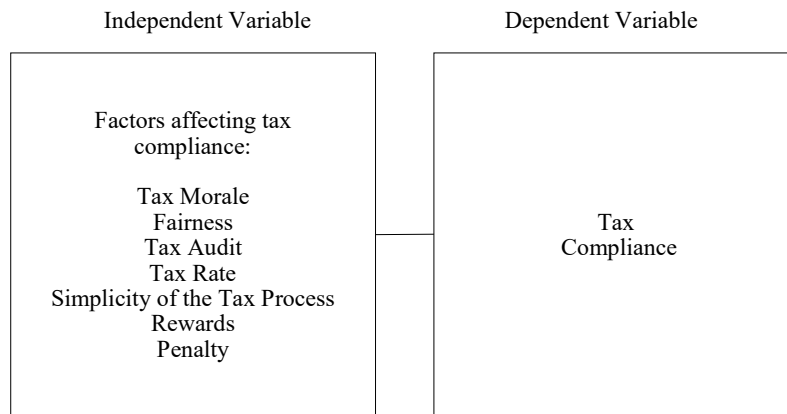 Independent Variable
Dependent Variable
Factors affecting tax
compliance:
Tax Morale
Fairness
Tax Audit
Tax Rate
Simplicity of the Tax Process
Rewards
Penalty
Tax
Compliance